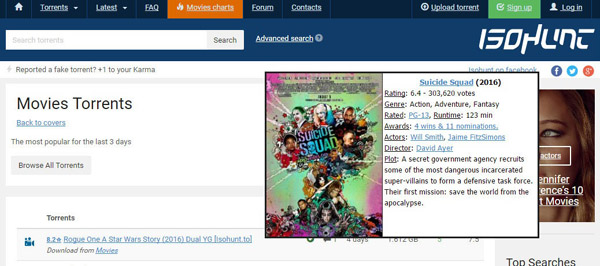 Torrents Latest FAQ Movies charts Forum Contacts Upload torrent Sign up Log in
Search torrents Search Advanced search ISOHUNT
Reported a fake torrent? +1 to your Karma Isohunt on facebook
Movies Torrents
Back to covers
The most popular for the last 3 days
Browse All Torrents
SUICIDE SQUAD
Suicide Squad (2016)
Rating: 6.4 - 303,620 votes
Genre: Action, Adventure, Fantasy
Rated: PG-13, Runtime: 123 min
Awards: 4 wins & 11 nominations.
Actors: Will Smith, Jaime FitzSimons
Director: David Ayer
Plot: A secret government agency recruits
some of the most dangerous incarcerated
super-villains to form a defensive task force.
Their first mission: save the world from the
apocalypse.
actors
nnifer
rence's 10
t Movies
Torrents
8.2 Rogue One A Star Wars Story (2016) Dual YG [Isohunt.to] 1 4 days 1.612 GB 5 7.3
Download from Movies
Top Searches